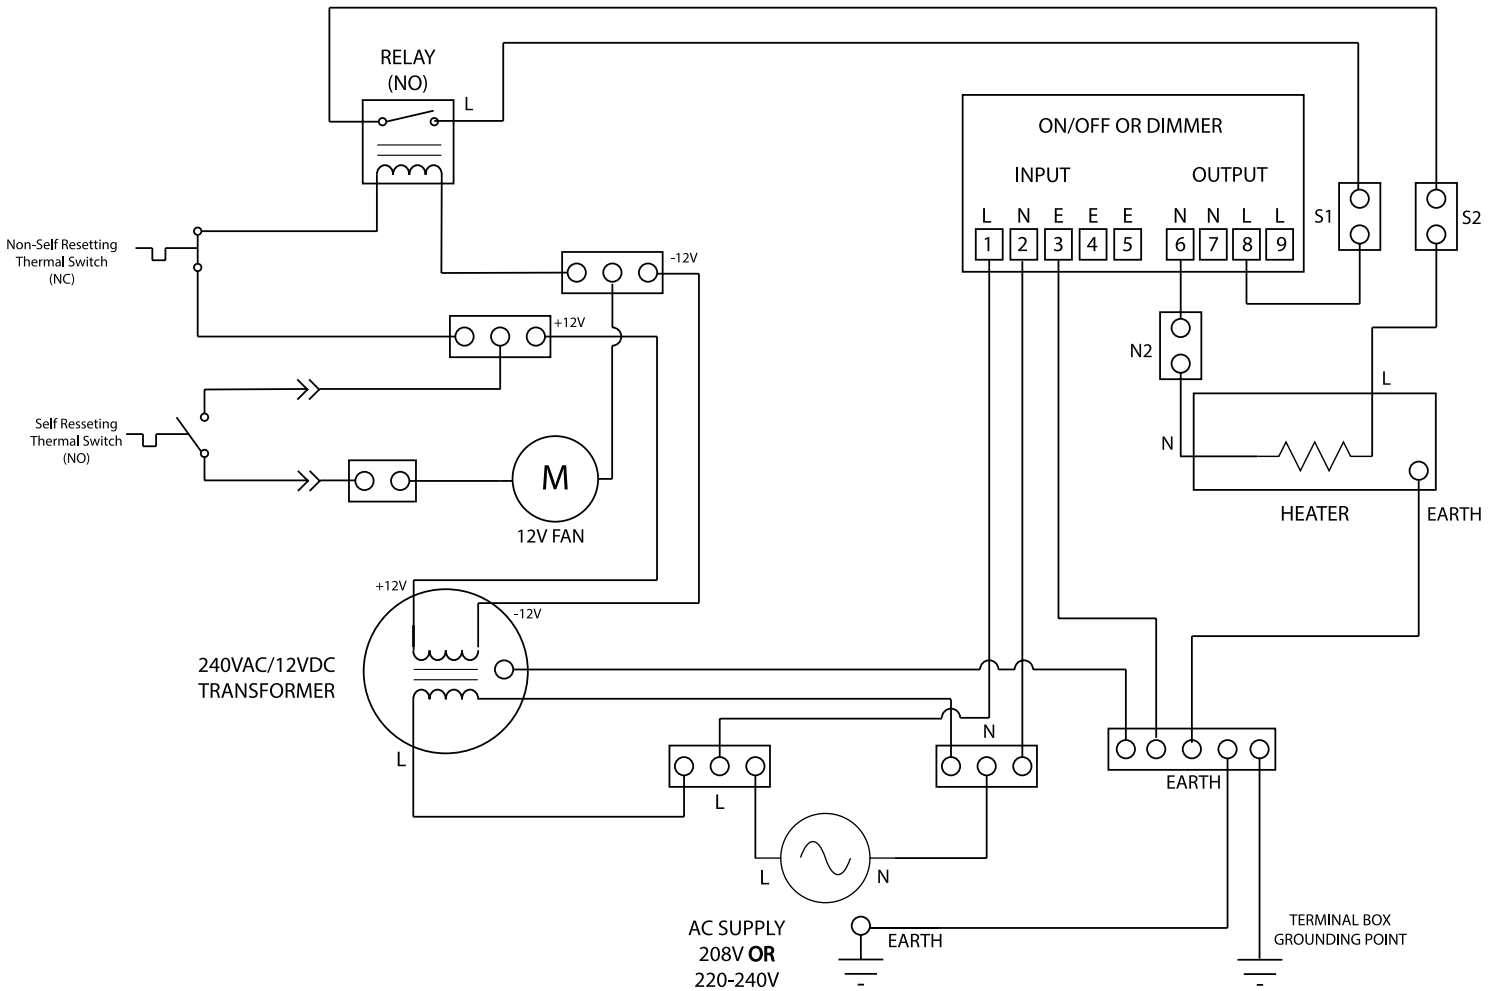 RELAY
(NO)
L
ON/OFF OR DIMMER
INPUT
OUTPUT
L N E E E N N L L
1 2 3 4 5 6 7 8 9
S1
S2
Non-Self Resetting
Thermal Switch
(NC)
-12V
+12V
N2
L
Self Resseting
Thermal Switch
(NO)
N
M
12V FAN
HEATER
EARTH
+12V
-12V
240VAC/12VDC
TRANSFORMER
L
N
L
EARTH
L
N
AC SUPPLY
208V OR
220-240V
EARTH
TERMINAL BOX
GROUNDING POINT